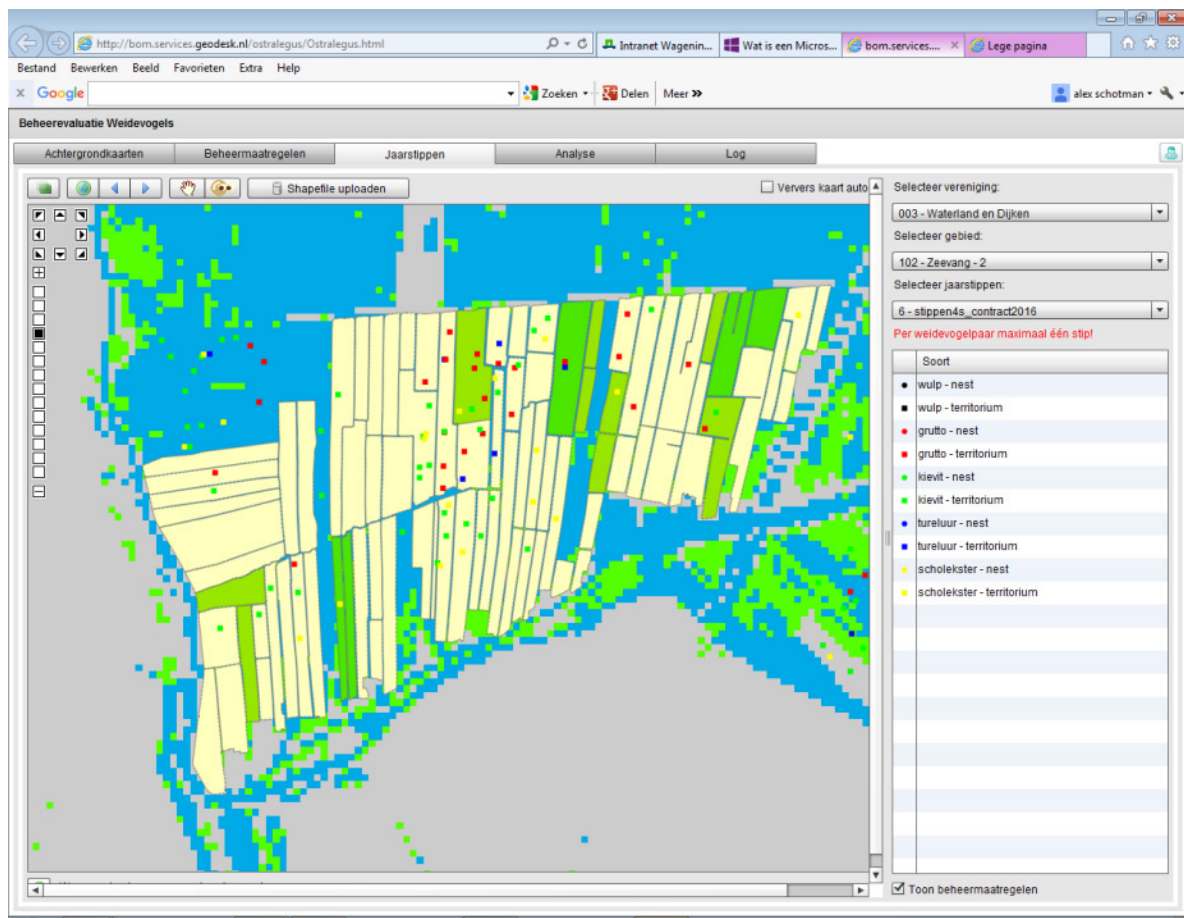 http://bom.services.geodesk.nl/ostralegus/Ostralegus.html
Intranet Wagenin...
Wat is een Micros...
bom.services....
Lege pagina
Bestand Bewerken Beeld Favorieten Extra Help
x Google Zoeken Delen Meer » alex schotman
Beheerevaluatie Weidevogels
Achtergrondkaarten Beheermaatregelen Jaarstippen Analyse Log
Shapefile uploaden
Ververs kaart auto
Selecteer vereniging:
003 - Waterland en Dijken
Selecteer gebied:
102 - Zeevang - 2
Selecteer jaarstippen:
6 - stippen4s_contract2016
Per weidevogelpaar maximaal één stip!
Soort
wulp - nest
wulp - territorium
grutto - nest
grutto - territorium
kievit - nest
kievit - territorium
tureluur - nest
tureluur - territorium
scholekster - nest
scholekster - territorium
Toon beheermaatregelen